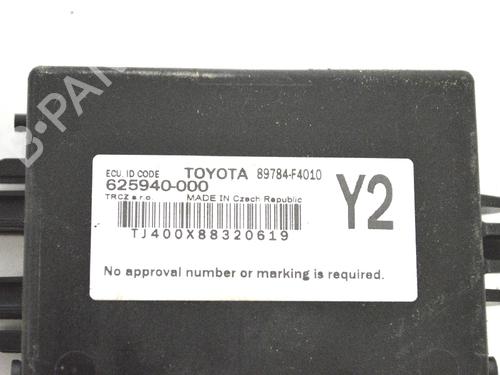 B-PARTS
ECU. ID CODE TOYOTA 89784-F4010
625940-000 Y2
TRCZ s.r.o. MADE IN Czech Republic
TJ400X88320619
No approval number or marking is required.